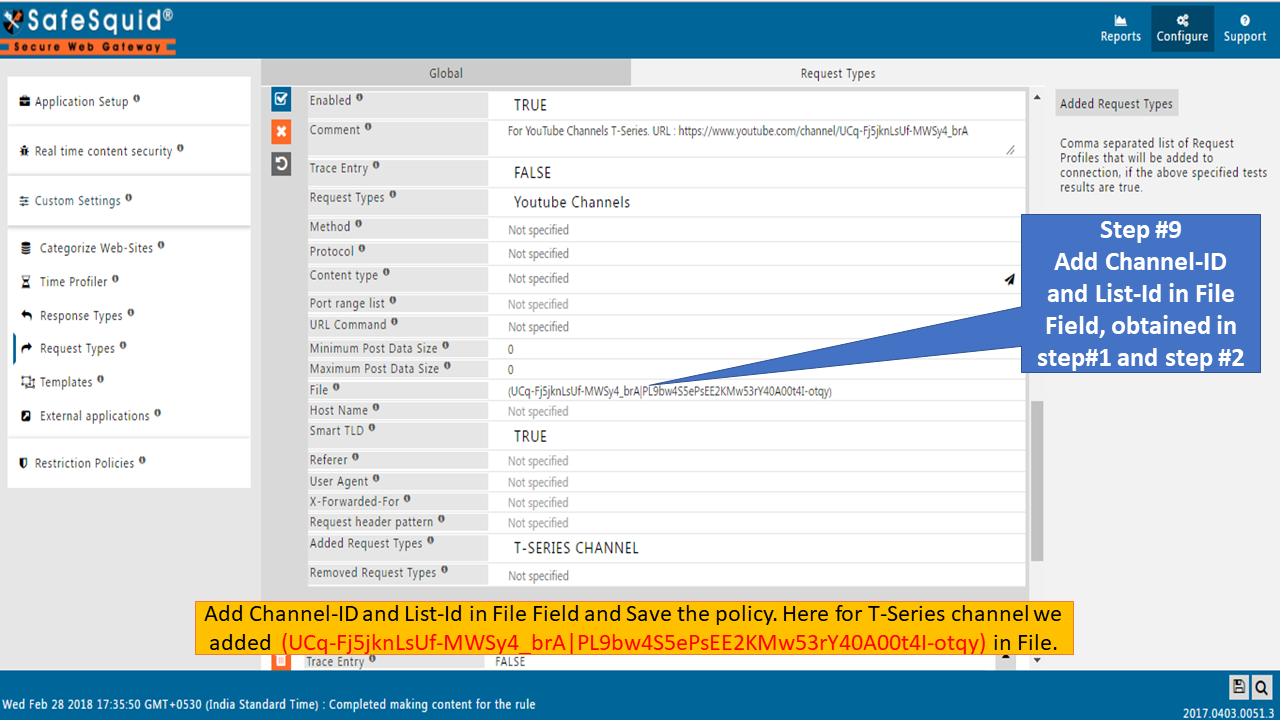 SafeSquid®
Secure Web Gateway
Reports
Configure
Support
Application Setup
Real time content security
Custom Settings
Categorize Web-Sites
Time Profiler
Response Types
Request Types
Templates
External applications
Restriction Policies
Global
Request Types
Enabled
TRUE
Comment
For YouTube Channels T-Series. URL : https://www.youtube.com/channel/UCq-Fj5jknLsUf-MWSy4_brA
Trace Entry
FALSE
Request Types
Youtube Channels
Method
Not specified
Protocol
Not specified
Content type
Not specified
Port range list
Not specified
URL Command
Not specified
Minimum Post Data Size
0
Maximum Post Data Size
0
File
(UCq-Fj5jknLsUf-MWSy4_brA|PL9bw4S5ePsEE2KMw53rY40A00t4I-otqy)
Host Name
Not specified
Smart TLD
TRUE
Referer
Not specified
User Agent
Not specified
X-Forwarded-For
Not specified
Request header pattern
Not specified
Added Request Types
T-SERIES CHANNEL
Removed Request Types
Not specified
Trace Entry
FALSE
Added Request Types
Comma separated list of Request
Profiles that will be added to
connection, if the above specified tests
results are true.
Step #9
Add Channel-ID
and List-Id in File
Field, obtained in
step#1 and step #2
Add Channel-ID and List-Id in File Field and Save the policy. Here for T-Series channel we
added (UCq-Fj5jknLsUf-MWSy4_brA|PL9bw4S5ePsEE2KMw53rY40A00t4I-otqy) in File.
Wed Feb 28 2018 17:35:50 GMT+0530 (India Standard Time) : Completed making content for the rule
2017.0403.0051.3